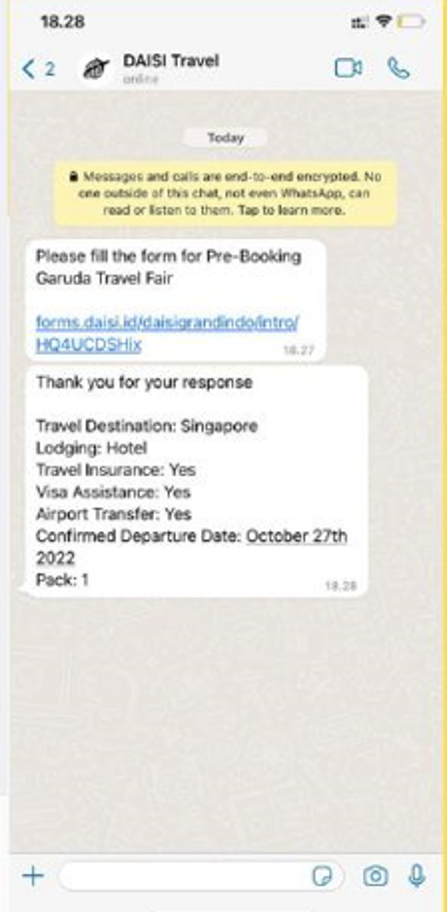 18.28
2
DAISI Travel
online
Today
Messages and calls are end-to-end encrypted. No
one outside of this chat, not even WhatsApp, can
read or listen to them. Tap to learn more.
Please fill the form for Pre-Booking
Garuda Travel Fair
forms.daisi.id/daisigrandindo/intro/
HQ4UCDSHix
18.27
Thank you for your response
Travel Destination: Singapore
Lodging: Hotel
Travel Insurance: Yes
Visa Assistance: Yes
Airport Transfer: Yes
Confirmed Departure Date: October 27th
2022
Pack: 1
18.28